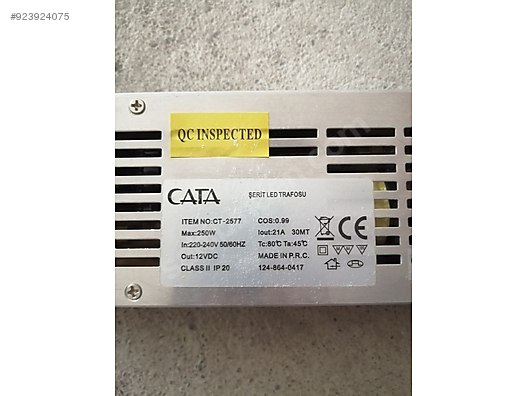 #923924075
QC INSPECTED
CATA
ŞERİT LED TRAFOSU
ITEM NO:CT-2577 COS:0.99
Max:250W Iout:21A 30MT
In:220-240V 50/60HZ Tc:80°C Ta:45°C
Out:12VDC MADE IN P.R.C.
CLASS II IP 20 124-864-0417